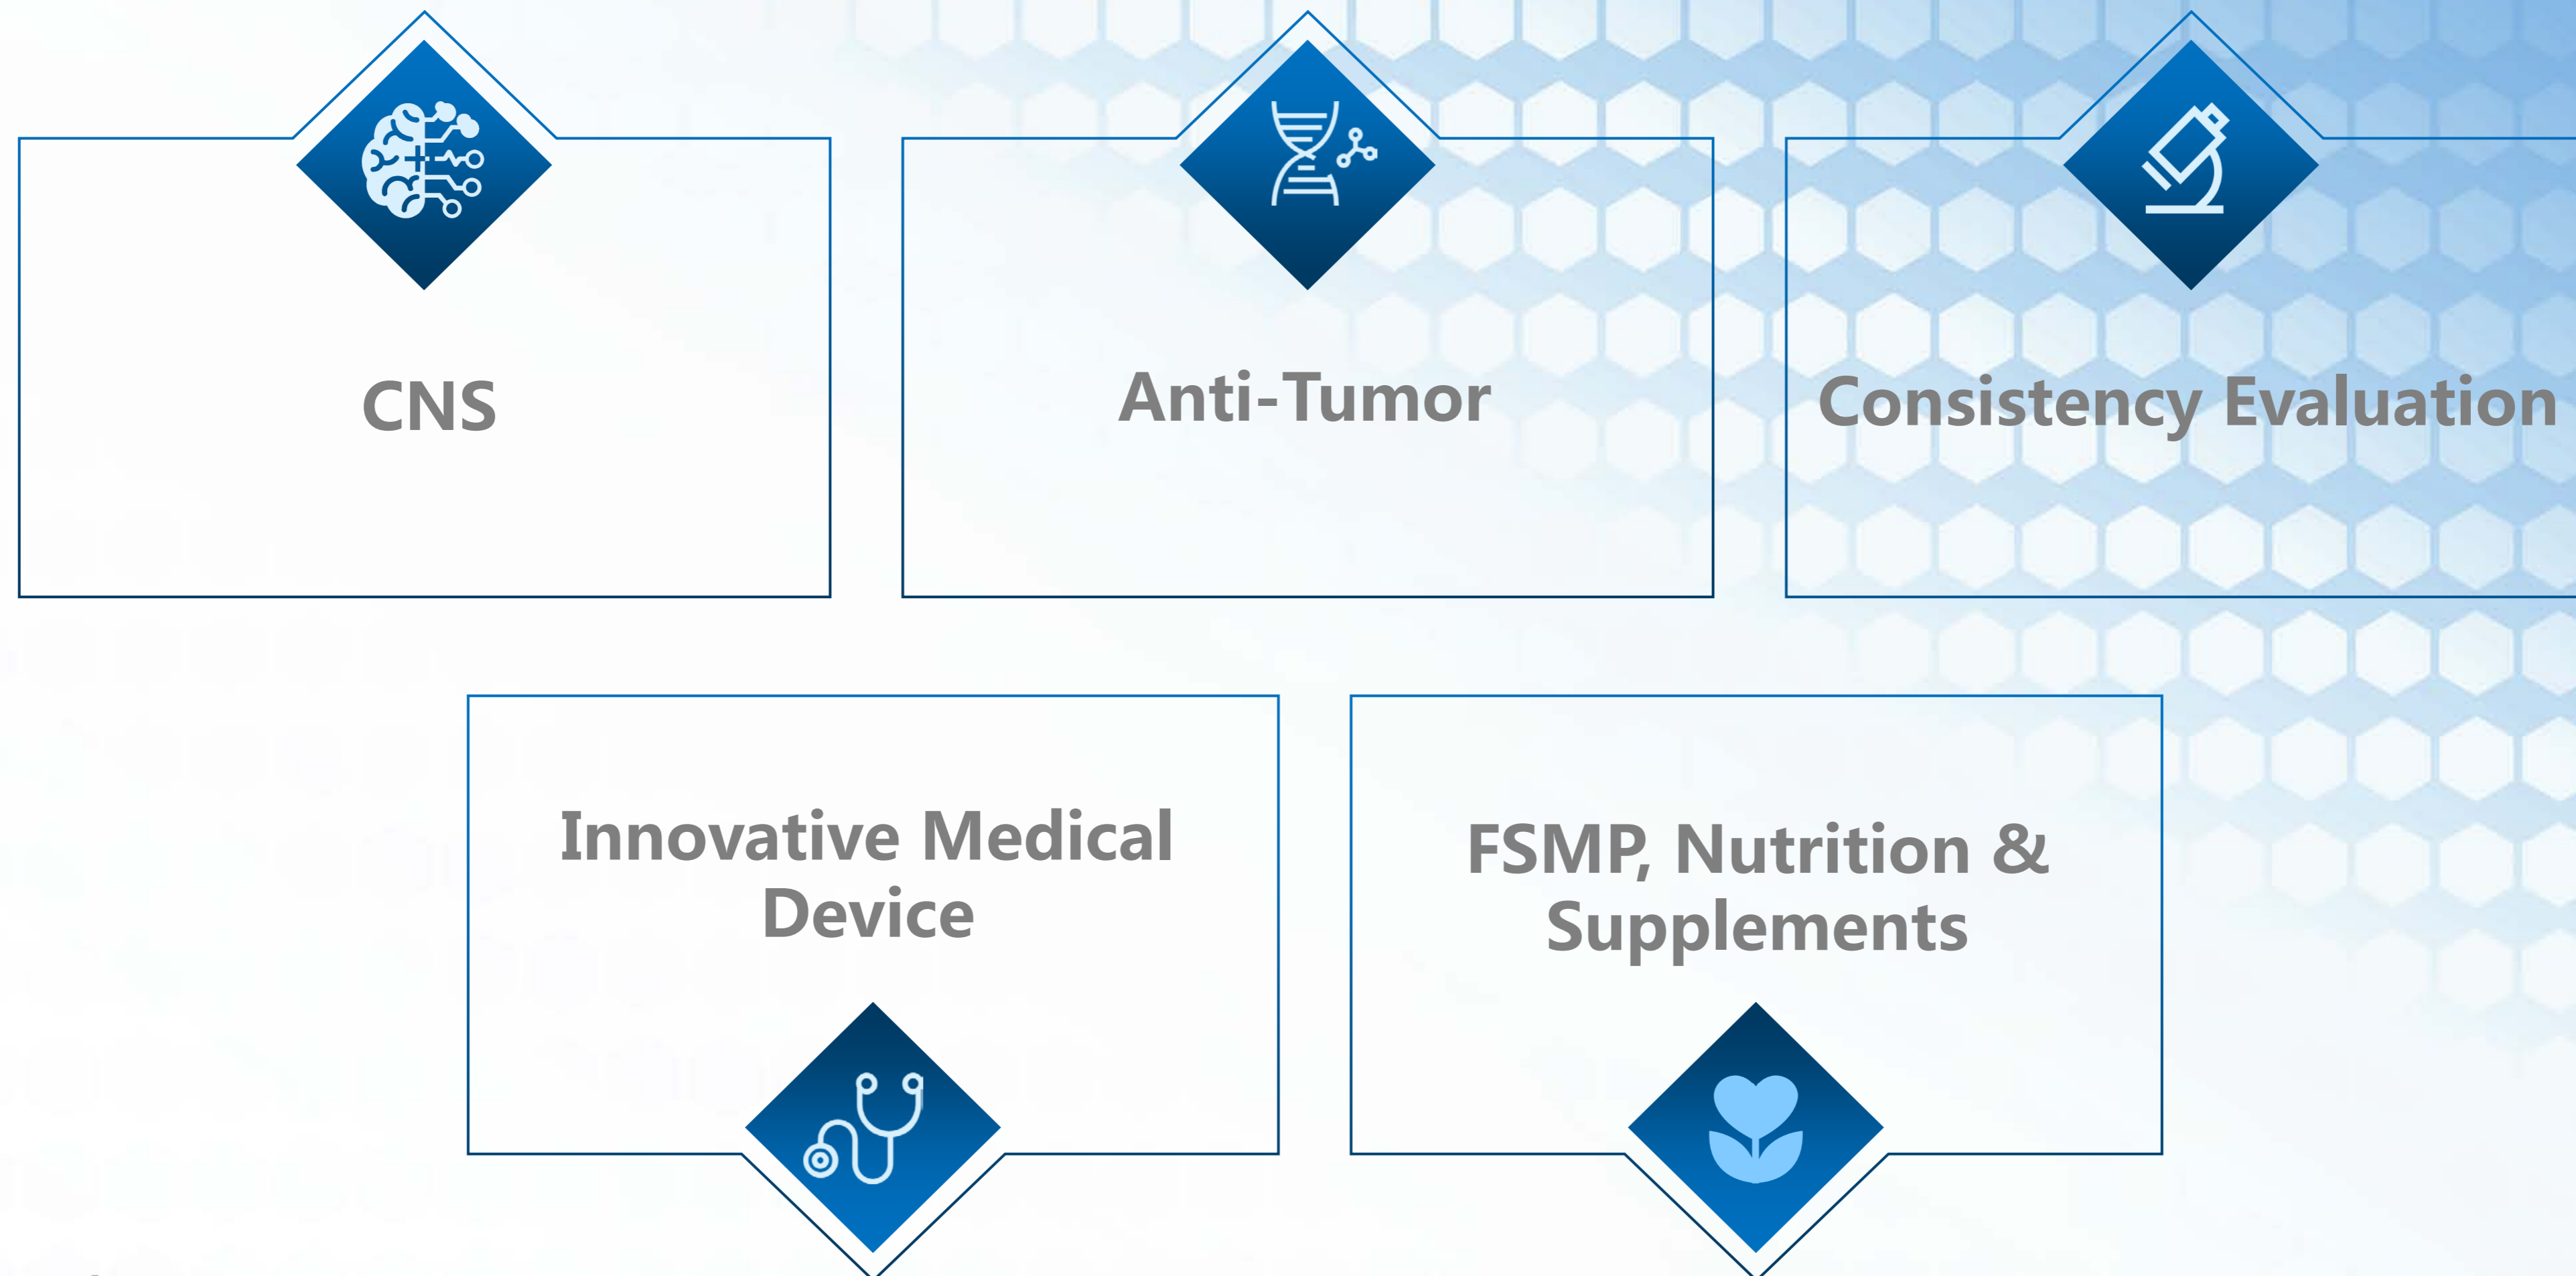 CNS
Anti-Tumor
Consistency Evaluation
Innovative Medical
Device
FSMP, Nutrition &
Supplements